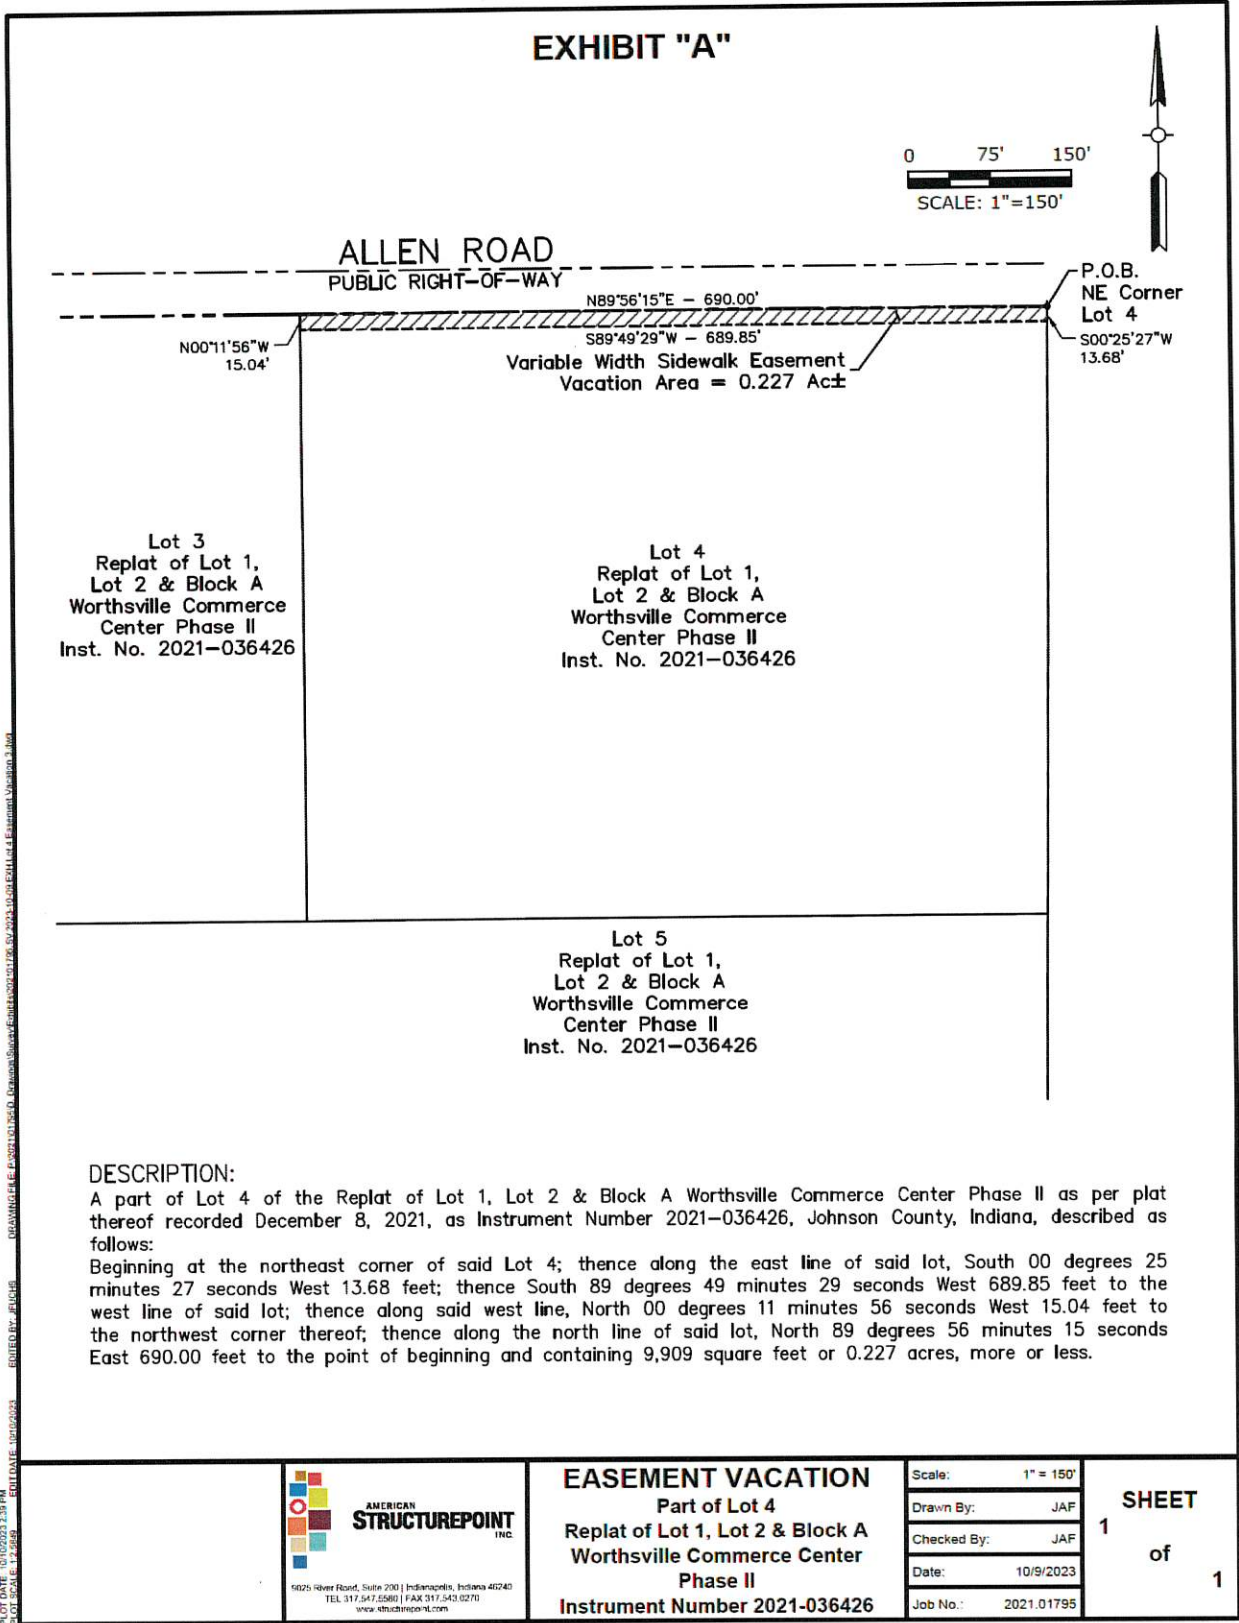 EXHIBIT "A"
0 75' 150'
SCALE: 1"=150'
ALLEN ROAD
PUBLIC RIGHT-OF-WAY
P.O.B.
NE Corner
Lot 4
N89°56'15"E - 690.00'
S89°49'29"W - 689.85'
N00°11'56"W
15.04'
S00°25'27"W
13.68'
Variable Width Sidewalk Easement
Vacation Area = 0.227 Ac±
Lot 3
Replat of Lot 1,
Lot 2 & Block A
Worthsville Commerce
Center Phase II
Inst. No. 2021-036426
Lot 4
Replat of Lot 1,
Lot 2 & Block A
Worthsville Commerce
Center Phase II
Inst. No. 2021-036426
Lot 5
Replat of Lot 1,
Lot 2 & Block A
Worthsville Commerce
Center Phase II
Inst. No. 2021-036426
DESCRIPTION:
A part of Lot 4 of the Replat of Lot 1, Lot 2 & Block A Worthsville Commerce Center Phase II as per plat
thereof recorded December 8, 2021, as Instrument Number 2021-036426, Johnson County, Indiana, described as
follows:
Beginning at the northeast corner of said Lot 4; thence along the east line of said lot, South 00 degrees 25
minutes 27 seconds West 13.68 feet; thence South 89 degrees 49 minutes 29 seconds West 689.85 feet to the
west line of said lot; thence along said west line, North 00 degrees 11 minutes 56 seconds West 15.04 feet to
the northwest corner thereof; thence along the north line of said lot, North 89 degrees 56 minutes 15 seconds
East 690.00 feet to the point of beginning and containing 9,909 square feet or 0.227 acres, more or less.
AMERICAN
STRUCTUREPOINT
INC.
9025 River Road, Suite 200 | Indianapolis, Indiana 46240
TEL 317.547.5580 | FAX 317.543.0270
www.structurepoint.com
EASEMENT VACATION
Part of Lot 4
Replat of Lot 1, Lot 2 & Block A
Worthsville Commerce Center
Phase II
Instrument Number 2021-036426
Scale: 1" = 150'
Drawn By: JAF
Checked By: JAF
Date: 10/9/2023
Job No.: 2021.01795
SHEET
1
of
1
PLOT DATE: 10/10/2023 2:39 PM
EDIT DATE: 10/10/2023
EDITED BY: JFUCHS